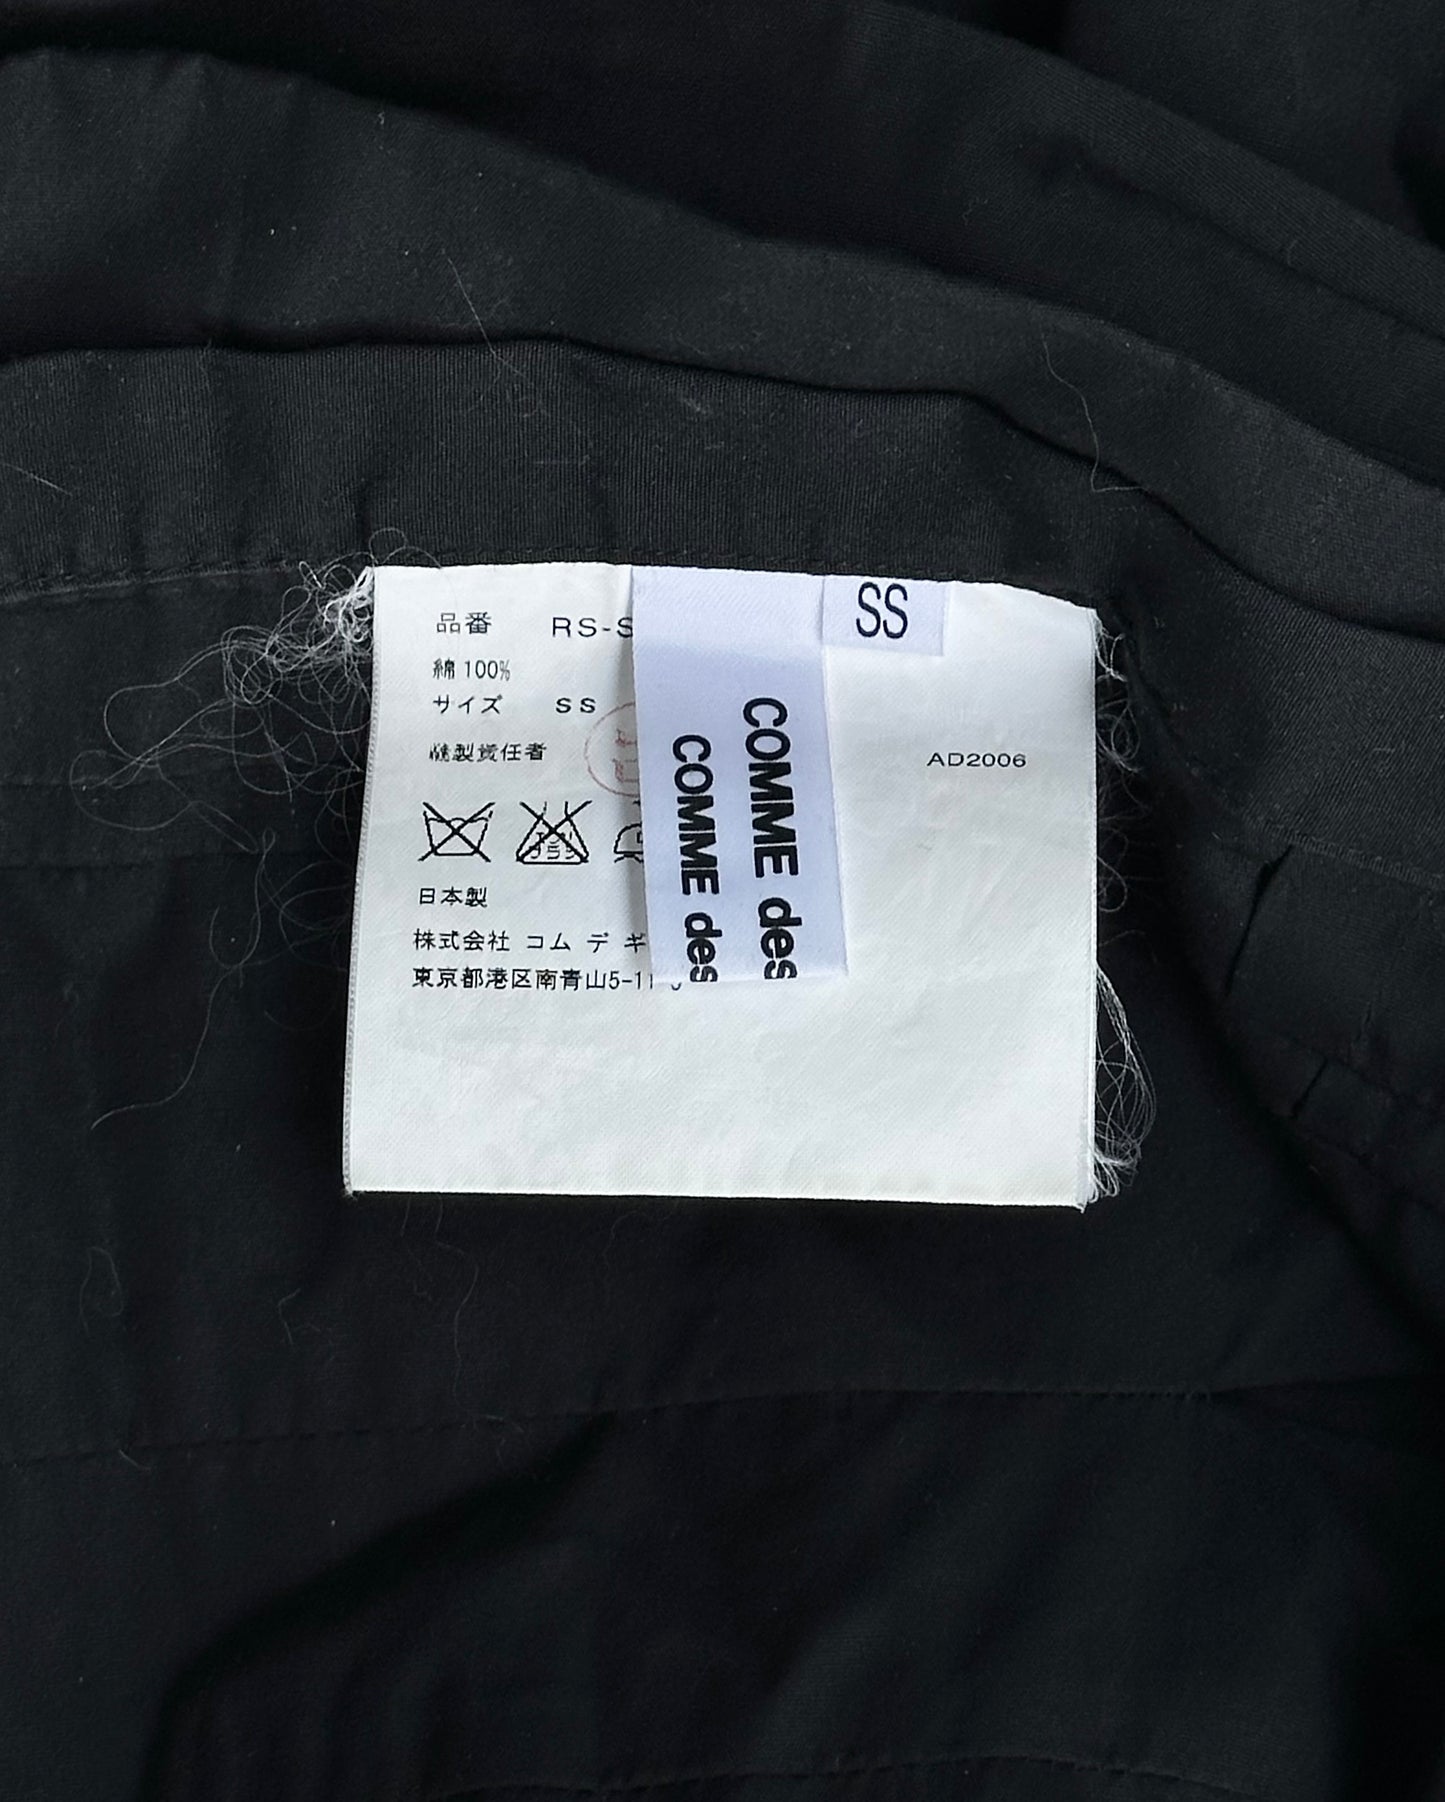 品番 RS-S
綿 100%
サイズ SS
縫製責任者
日本製
株式会社 コム デ ギ
東京都港区南青山5-11-
COMME des
COMME des
SS
AD2006